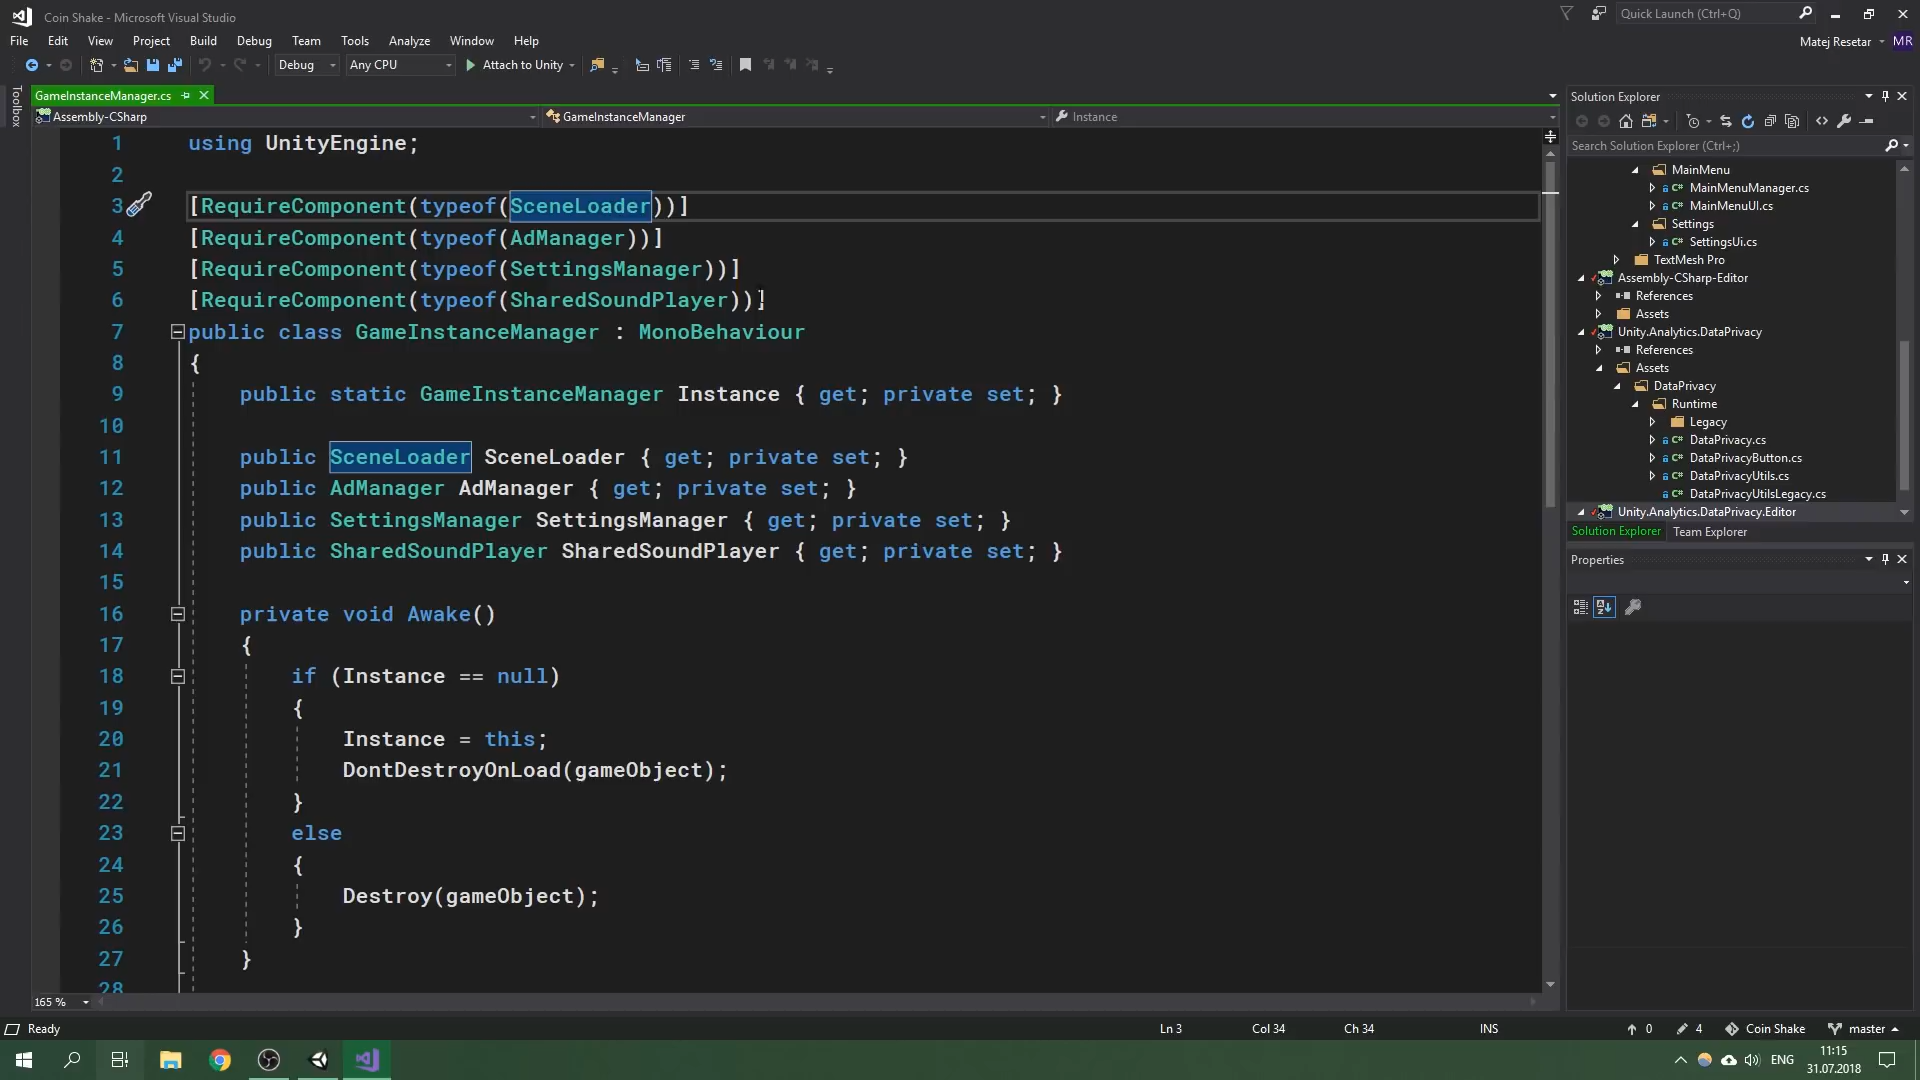 Coin Shake - Microsoft Visual Studio
Quick Launch (Ctrl+Q)
File Edit View Project Build Debug Team Tools Analyze Window Help
Matej Resetar MR
Debug Any CPU Attach to Unity
Toolbox
GameInstanceManager.cs
Assembly-CSharp GameInstanceManager Instance
1 using UnityEngine;
2
3 [RequireComponent(typeof(SceneLoader))]
4 [RequireComponent(typeof(AdManager))]
5 [RequireComponent(typeof(SettingsManager))]
6 [RequireComponent(typeof(SharedSoundPlayer))]
7 public class GameInstanceManager : MonoBehaviour
8 {
9 public static GameInstanceManager Instance { get; private set; }
10
11 public SceneLoader SceneLoader { get; private set; }
12 public AdManager AdManager { get; private set; }
13 public SettingsManager SettingsManager { get; private set; }
14 public SharedSoundPlayer SharedSoundPlayer { get; private set; }
15
16 private void Awake()
17 {
18 if (Instance == null)
19 {
20 Instance = this;
21 DontDestroyOnLoad(gameObject);
22 }
23 else
24 {
25 Destroy(gameObject);
26 }
27 }
28
165 %
Solution Explorer
Search Solution Explorer (Ctrl+;)
MainMenu
C# MainMenuManager.cs
C# MainMenuUI.cs
Settings
C# SettingsUi.cs
TextMesh Pro
Assembly-CSharp-Editor
References
Assets
Unity.Analytics.DataPrivacy
References
Assets
DataPrivacy
Runtime
Legacy
C# DataPrivacy.cs
C# DataPrivacyButton.cs
C# DataPrivacyUtils.cs
C# DataPrivacyUtilsLegacy.cs
Unity.Analytics.DataPrivacy.Editor
Solution Explorer Team Explorer
Properties
Ready Ln 3 Col 34 Ch 34 INS 0 4 Coin Shake master
ENG
11:15
31.07.2018